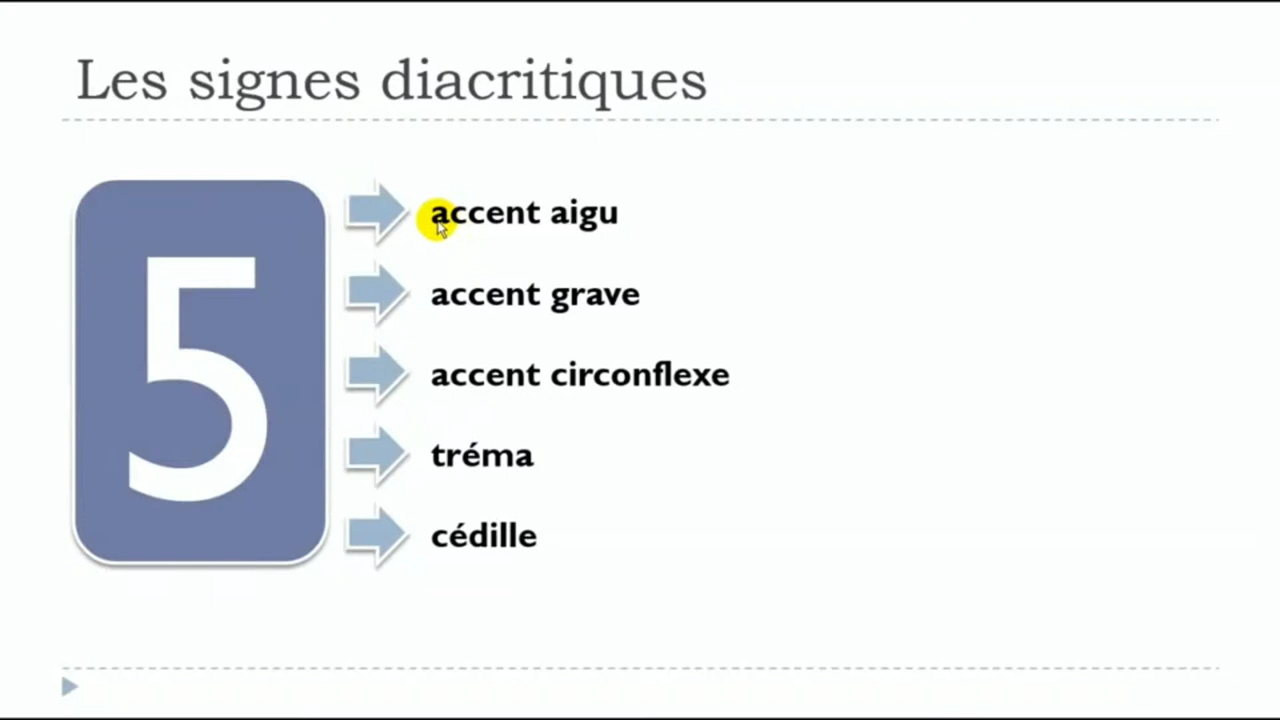 Les signes diacritiques
5
accent aigu
accent grave
accent circonflexe
tréma
cédille